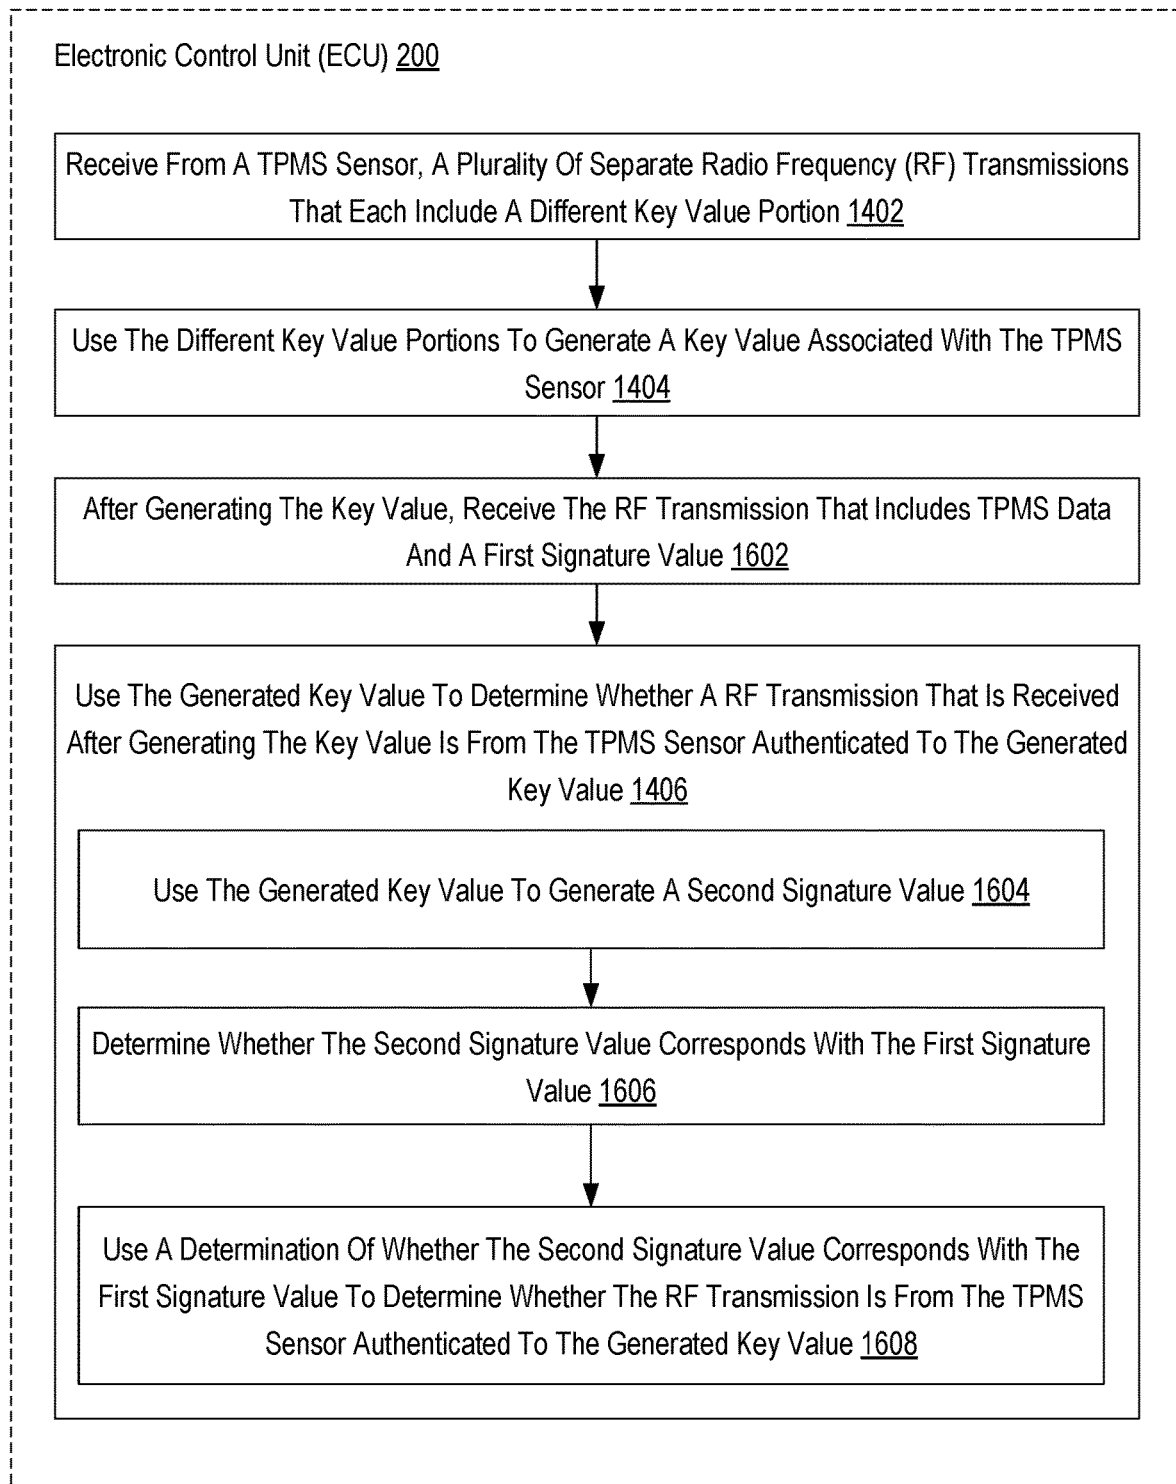 Electronic Control Unit (ECU) 200
Receive From A TPMS Sensor, A Plurality Of Separate Radio Frequency (RF) Transmissions
That Each Include A Different Key Value Portion 1402
Use The Different Key Value Portions To Generate A Key Value Associated With The TPMS
Sensor 1404
After Generating The Key Value, Receive The RF Transmission That Includes TPMS Data
And A First Signature Value 1602
Use The Generated Key Value To Determine Whether A RF Transmission That Is Received
After Generating The Key Value Is From The TPMS Sensor Authenticated To The Generated
Key Value 1406
Use The Generated Key Value To Generate A Second Signature Value 1604
Determine Whether The Second Signature Value Corresponds With The First Signature
Value 1606
Use A Determination Of Whether The Second Signature Value Corresponds With The
First Signature Value To Determine Whether The RF Transmission Is From The TPMS
Sensor Authenticated To The Generated Key Value 1608